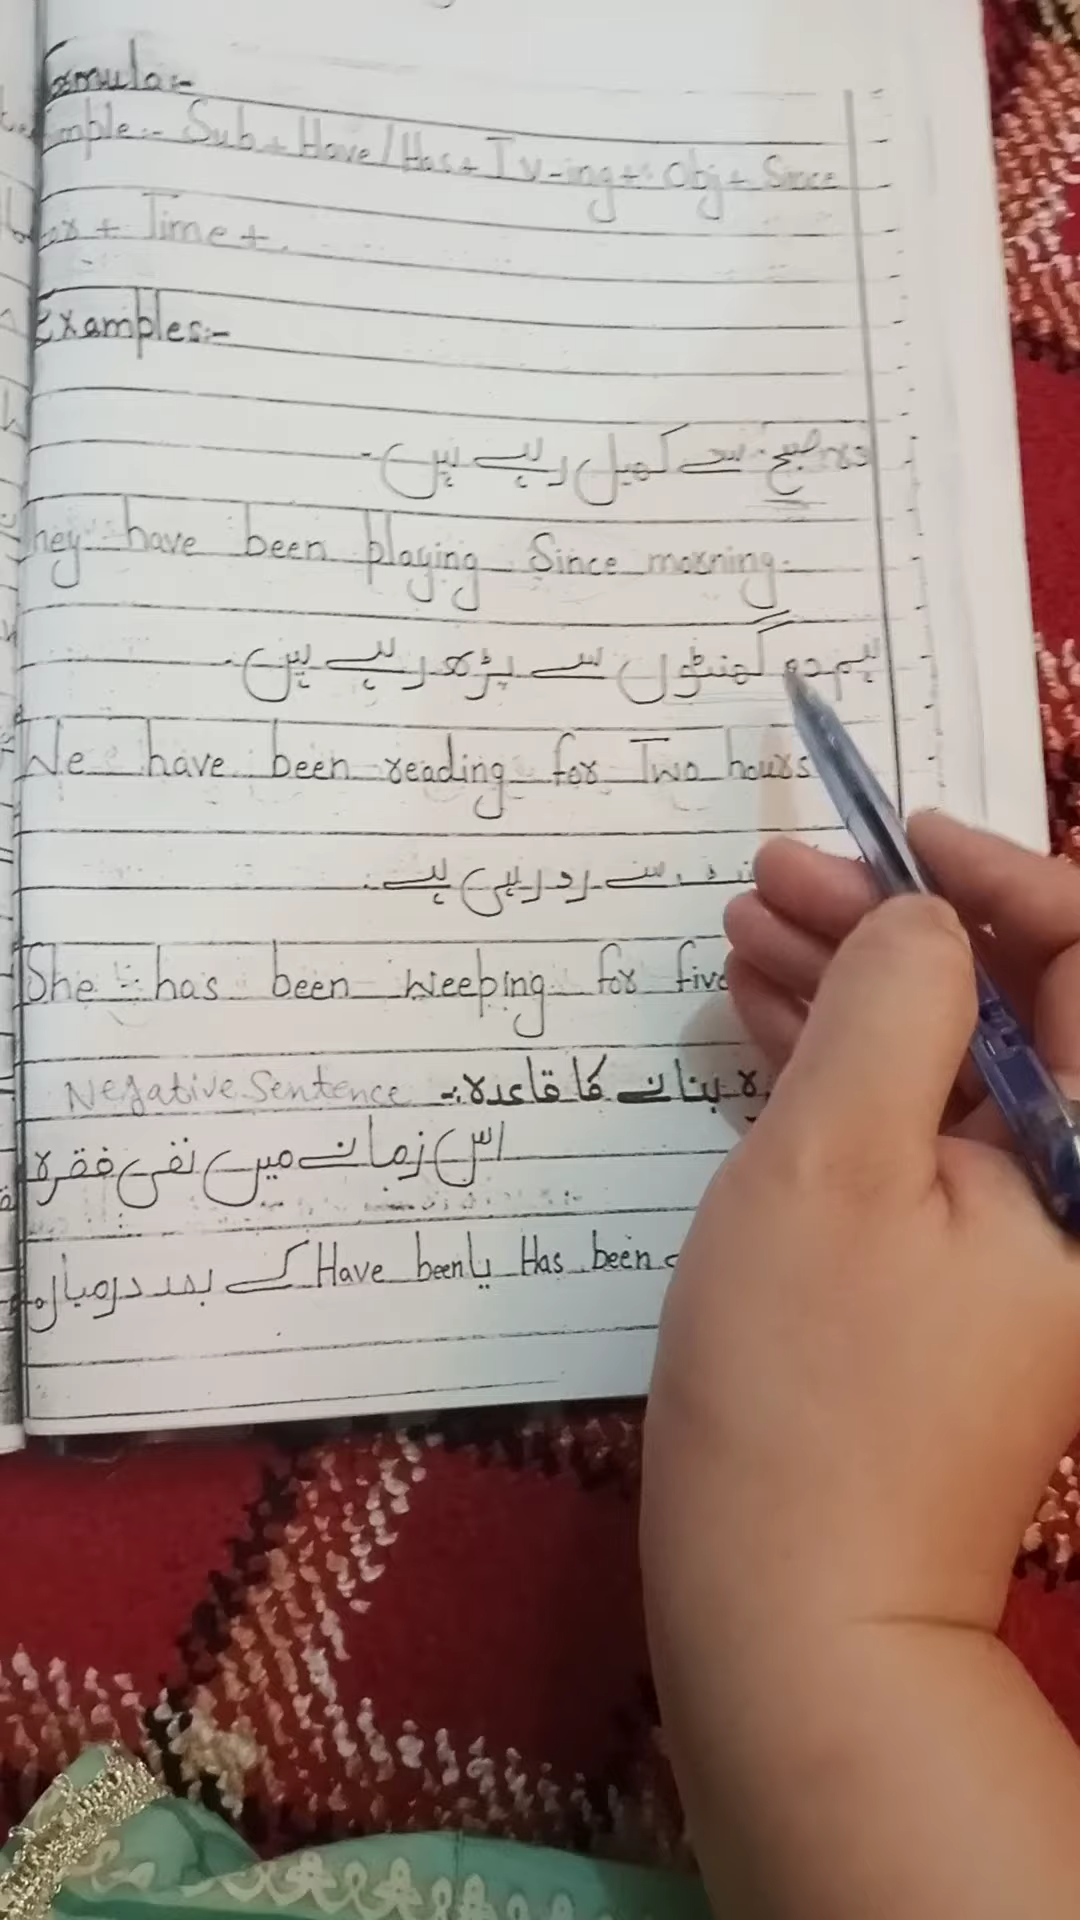 Formula:-
Simple:- Sub + Have/Has + I v-ing + Obj + Since
For + Time +.
Examples:-
وہ صبح سے کھیل رہے ہیں۔
They have been playing Since morning.
ہم دو گھنٹوں سے پڑھ رہے ہیں۔
We have been reading for Two hours
سے رو رہی ہے۔
She has been weeping for five
Negative Sentence :- بنانے کا قاعدہ
اس زمانے میں نفی فقرہ
Has been یا Have been کے بعد